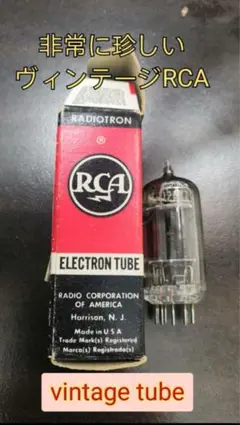 非常に珍しい
ヴィンテージRCA
RADIOTRON
®
RCA
ELECTRON TUBE
RADIO CORPORATION
OF AMERICA
Harrison, N. J.
Made in U S A
Trade Mark(s) Registered
Marca(s) Registrada(s)
vintage tube